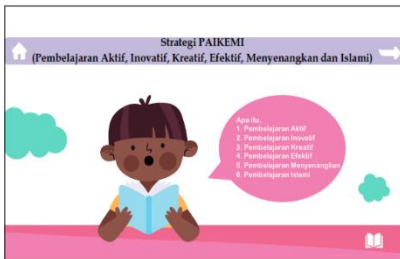 Strategi PAIKEMI
(Pembelajaran Aktif, Inovatif, Kreatif, Efektif, Menyenangkan dan Islami)
Apa itu,
1. Pembelajaran Aktif
2. Pembelajaran Inovatif
3. Pembelajaran Kreatif
4. Pembelajaran Efektif
5. Pembelajaran Menyenangkan
6. Pembelajaran Islami